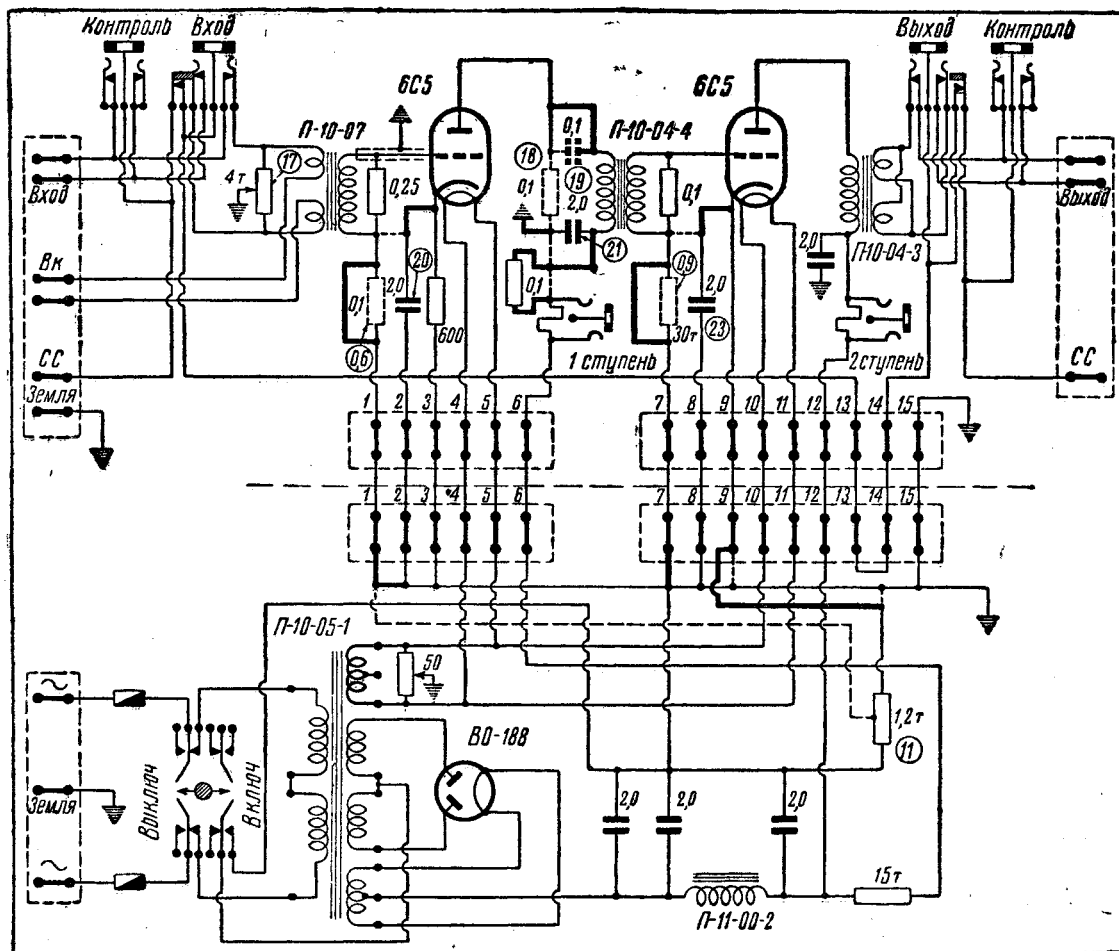 Контроль
Вход
Выход
Контроль
6С5
6С5
П-10-07
П-10-04-4
0,1
18
17
4т
0,25
0,1
19
0,1
2,0
Вход
Выход
21
2,0
П-10-04-3
Вк
20
0,9
0,1
2,0
0,1
2,0
600
30т
23
0,6
1 ступень
2 ступень
СС
СС
Земля
1 2 3 4 5 6
7 8 9 10 11 12 13 14 15
1 2 3 4 5 6
7 8 9 10 11 12 13 14 15
П-10-05-1
50
1,2т
ВО-188
11
Выключ
Включ
Земля
2,0
2,0
2,0
15т
П-11-00-2